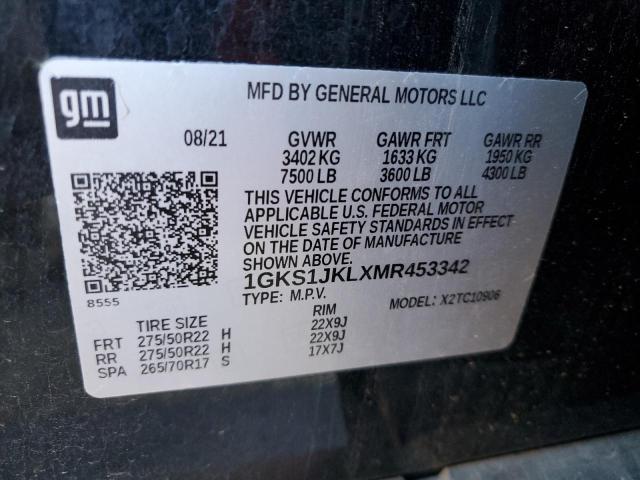 gm
MFD BY GENERAL MOTORS LLC
08/21 GVWR GAWR FRT GAWR RR
3402 KG 1633 KG 1950 KG
7500 LB 3600 LB 4300 LB
THIS VEHICLE CONFORMS TO ALL
APPLICABLE U.S. FEDERAL MOTOR
VEHICLE SAFETY STANDARDS IN EFFECT
ON THE DATE OF MANUFACTURE
SHOWN ABOVE.
1GKS1JKLXMR453342
8555
TYPE: M.P.V. MODEL: X2TC10906
TIRE SIZE RIM
FRT 275/50R22 H 22X9J
RR 275/50R22 H 22X9J
SPA 265/70R17 S 17X7J